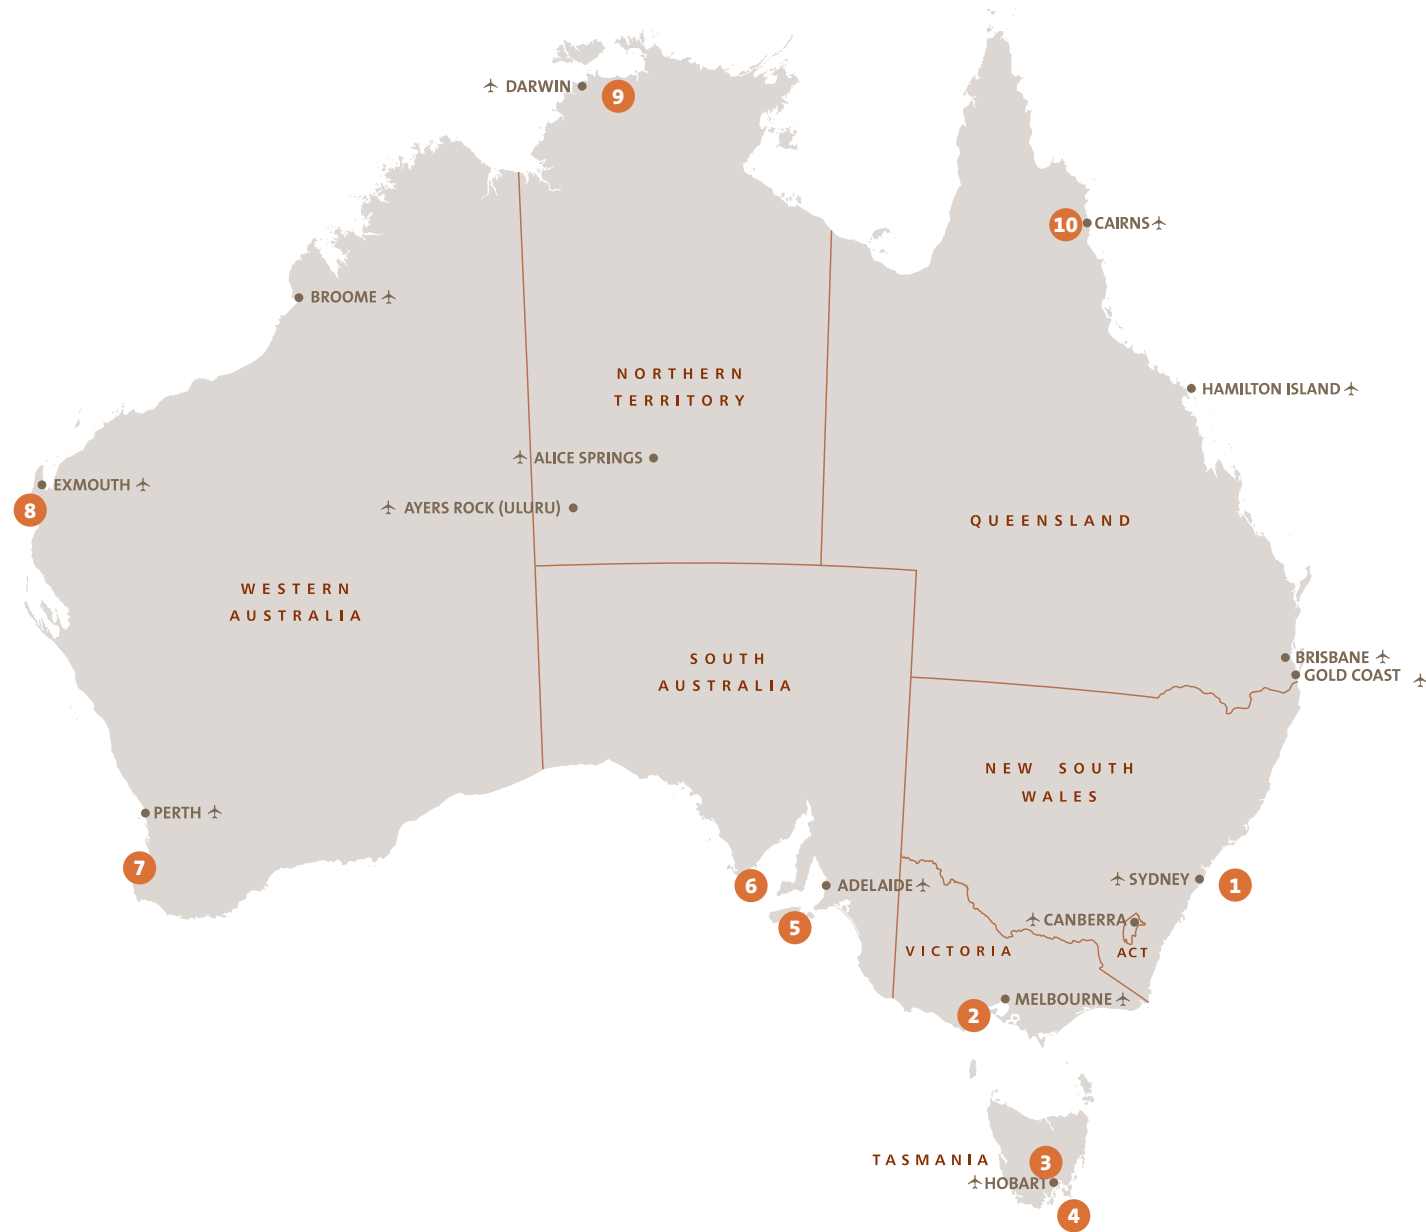 DARWIN
9
10
CAIRNS
BROOME
NORTHERN
TERRITORY
HAMILTON ISLAND
ALICE SPRINGS
EXMOUTH
8
AYERS ROCK (ULURU)
QUEENSLAND
WESTERN
AUSTRALIA
SOUTH
AUSTRALIA
BRISBANE
GOLD COAST
NEW SOUTH
WALES
PERTH
7
6
ADELAIDE
SYDNEY
1
5
CANBERRA
VICTORIA
ACT
MELBOURNE
2
TASMANIA
3
HOBART
4